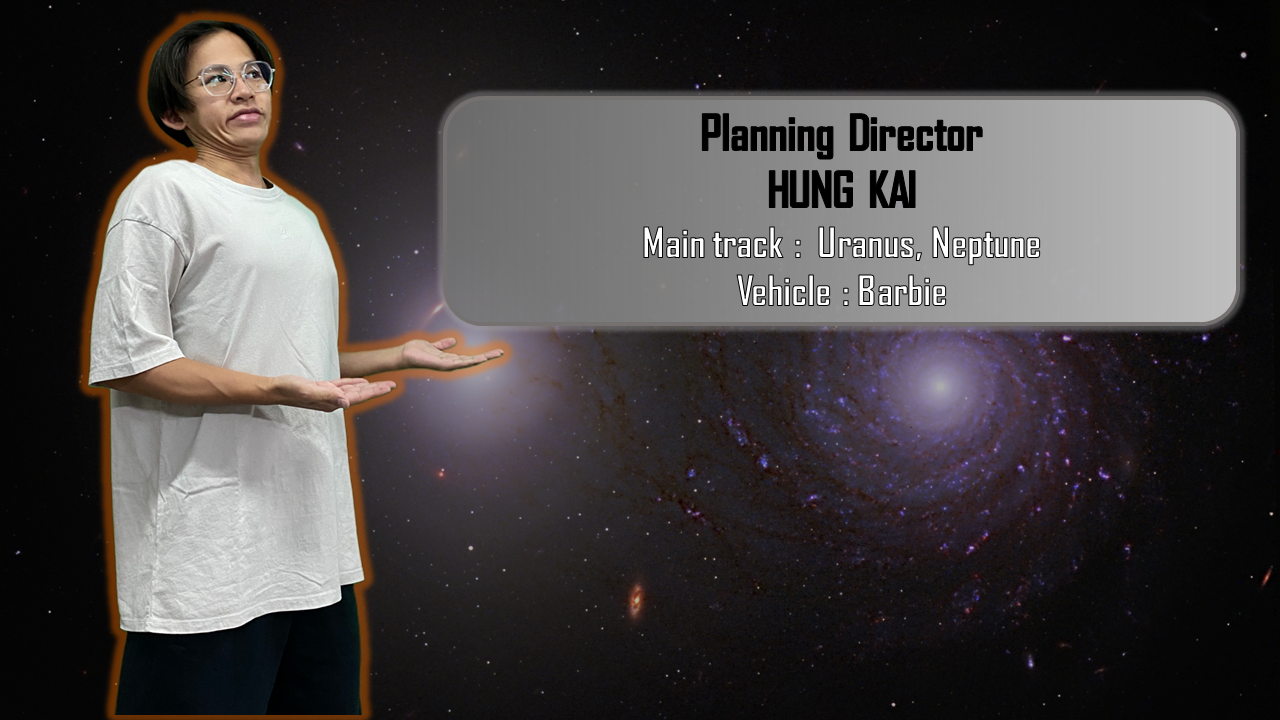 Planning Director
HUNG KAI
Main track :  Uranus, Neptune
Vehicle : Barbie